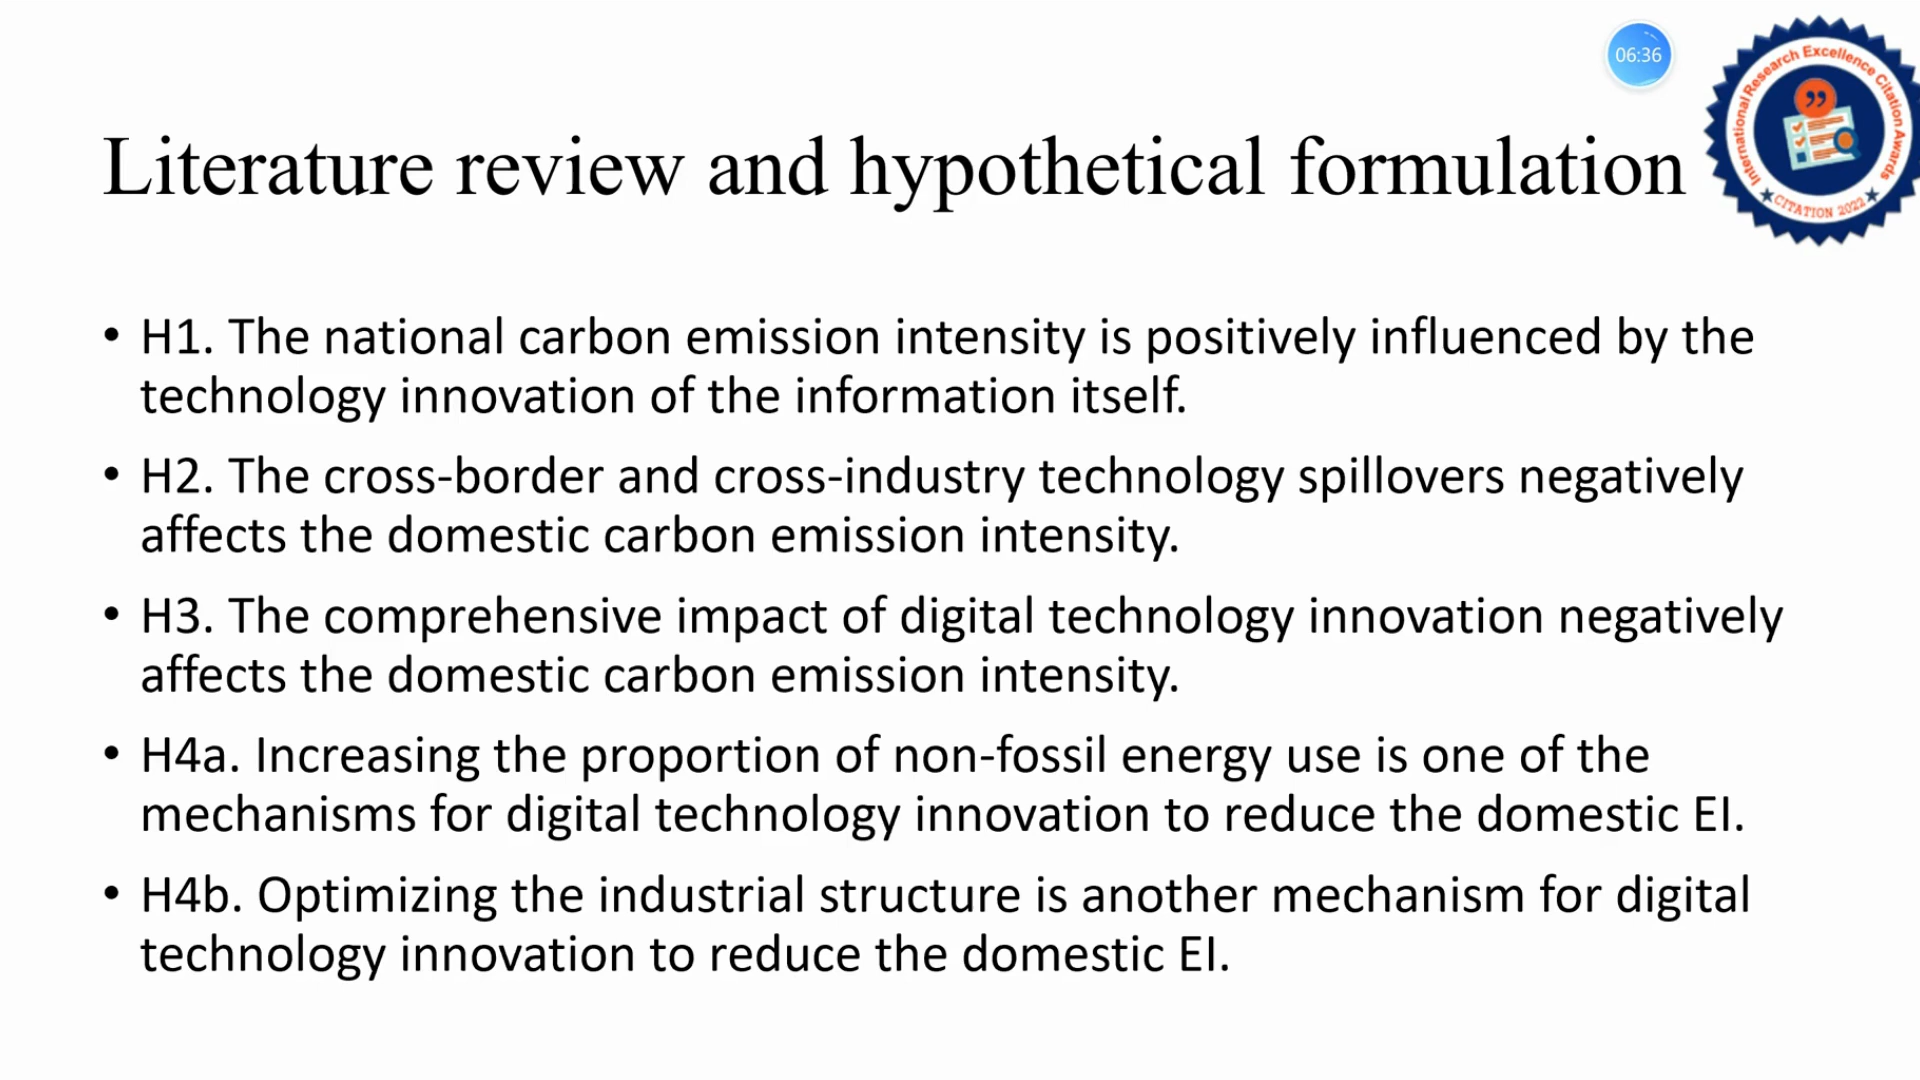 06:36
International Research Excellence Citation Awards
CITATION 2022
Literature review and hypothetical formulation
• H1. The national carbon emission intensity is positively influenced by the
technology innovation of the information itself.
• H2. The cross-border and cross-industry technology spillovers negatively
affects the domestic carbon emission intensity.
• H3. The comprehensive impact of digital technology innovation negatively
affects the domestic carbon emission intensity.
• H4a. Increasing the proportion of non-fossil energy use is one of the
mechanisms for digital technology innovation to reduce the domestic EI.
• H4b. Optimizing the industrial structure is another mechanism for digital
technology innovation to reduce the domestic EI.